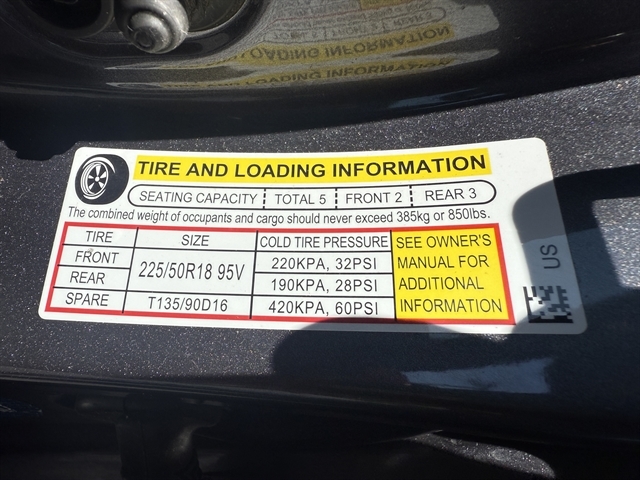 TIRE AND LOADING INFORMATION
SEATING CAPACITY TOTAL 5 FRONT 2 REAR 3
The combined weight of occupants and cargo should never exceed 385kg or 850lbs.
TIRE SIZE COLD TIRE PRESSURE
FRONT 225/50R18 95V 220KPA, 32PSI
REAR 190KPA, 28PSI
SPARE T135/90D16 420KPA, 60PSI
SEE OWNER'S
MANUAL FOR
ADDITIONAL
INFORMATION
US